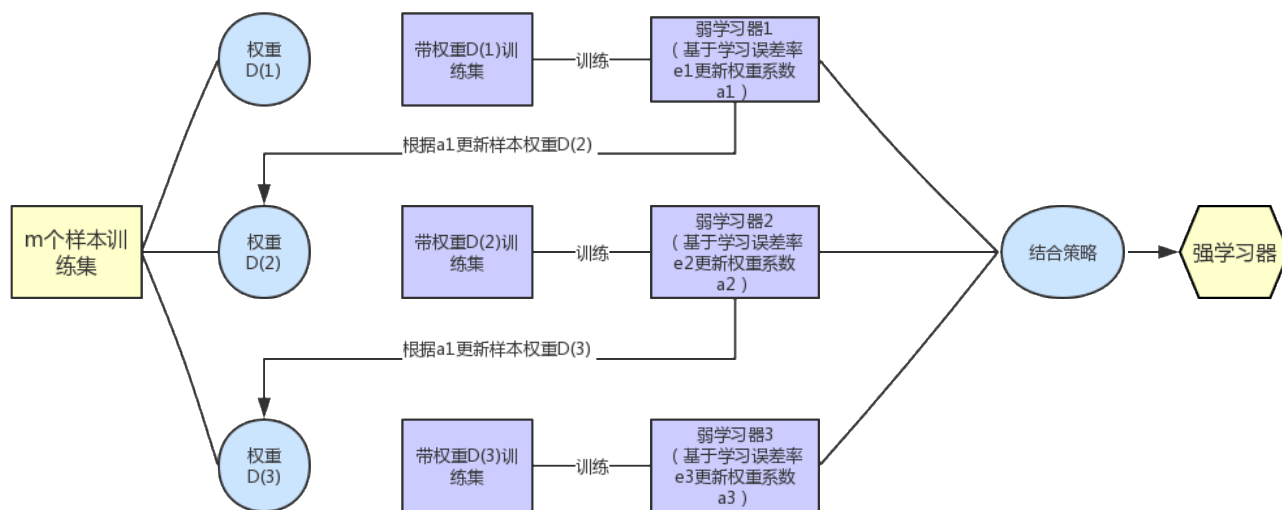 权重
D(1)
带权重D(1)训
练集
训练
弱学习器1
（基于学习误差率
e1更新权重系数
a1）
根据a1更新样本权重D(2)
m个样本训
练集
权重
D(2)
带权重D(2)训
练集
训练
弱学习器2
（基于学习误差率
e2更新权重系数
a2）
结合策略
强学习器
根据a1更新样本权重D(3)
权重
D(3)
带权重D(3)训
练集
训练
弱学习器3
（基于学习误差率
e3更新权重系数
a3）